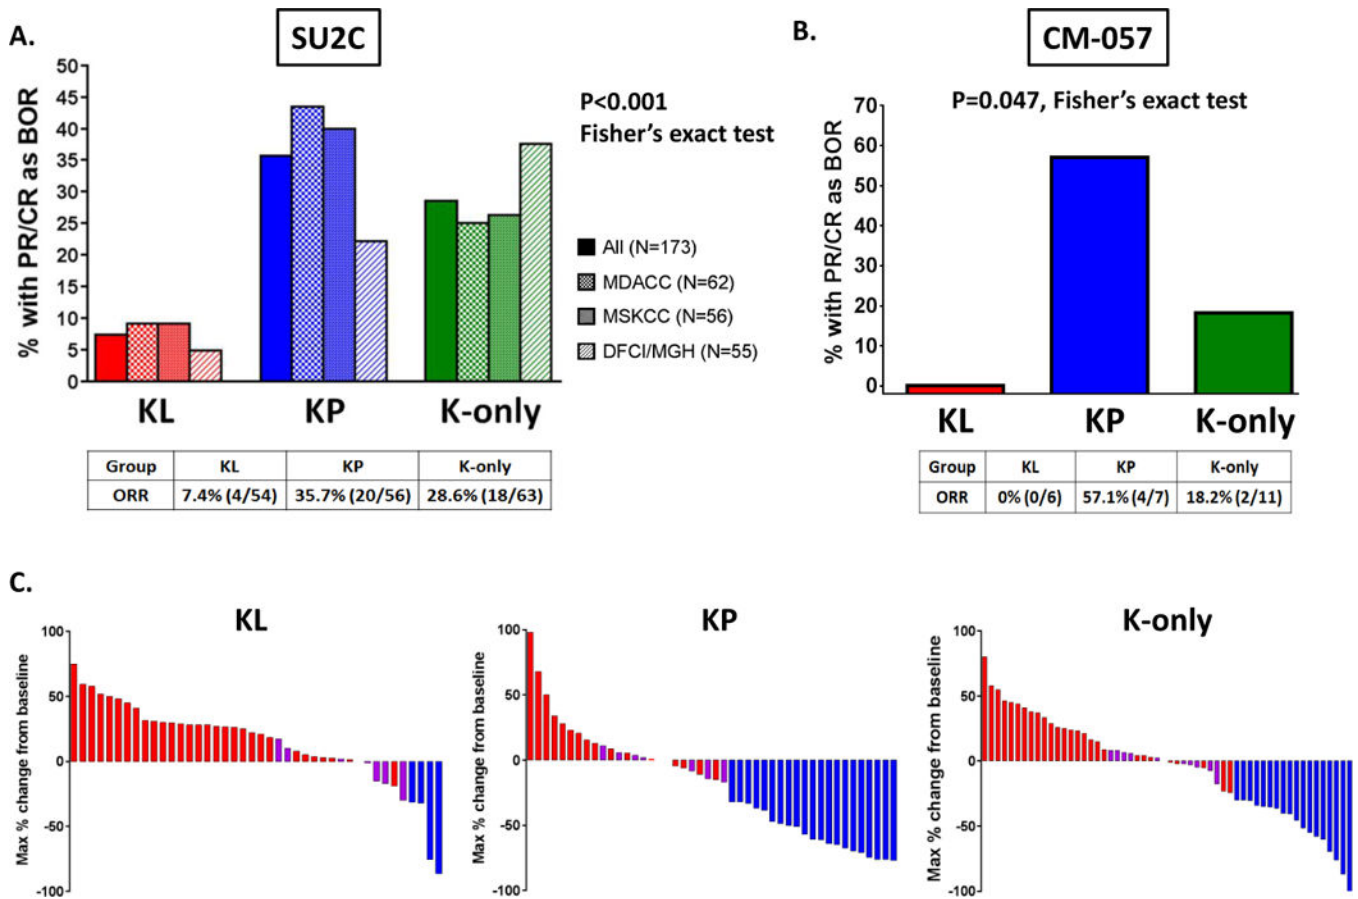 A.
SU2C
% with PR/CR as BOR
50
45
40
35
30
25
20
15
10
5
0
KL
KP
K-only
P<0.001
Fisher's exact test
All (N=173)
MDACC (N=62)
MSKCC (N=56)
DFCI/MGH (N=55)
Group KL KP K-only
ORR 7.4% (4/54) 35.7% (20/56) 28.6% (18/63)
B.
CM-057
P=0.047, Fisher's exact test
% with PR/CR as BOR
70
60
50
40
30
20
10
0
KL
KP
K-only
Group KL KP K-only
ORR 0% (0/6) 57.1% (4/7) 18.2% (2/11)
C.
KL
Max % change from baseline
100
50
0
-50
-100
KP
Max % change from baseline
100
50
0
-50
-100
K-only
Max % change from baseline
100
50
0
-50
-100